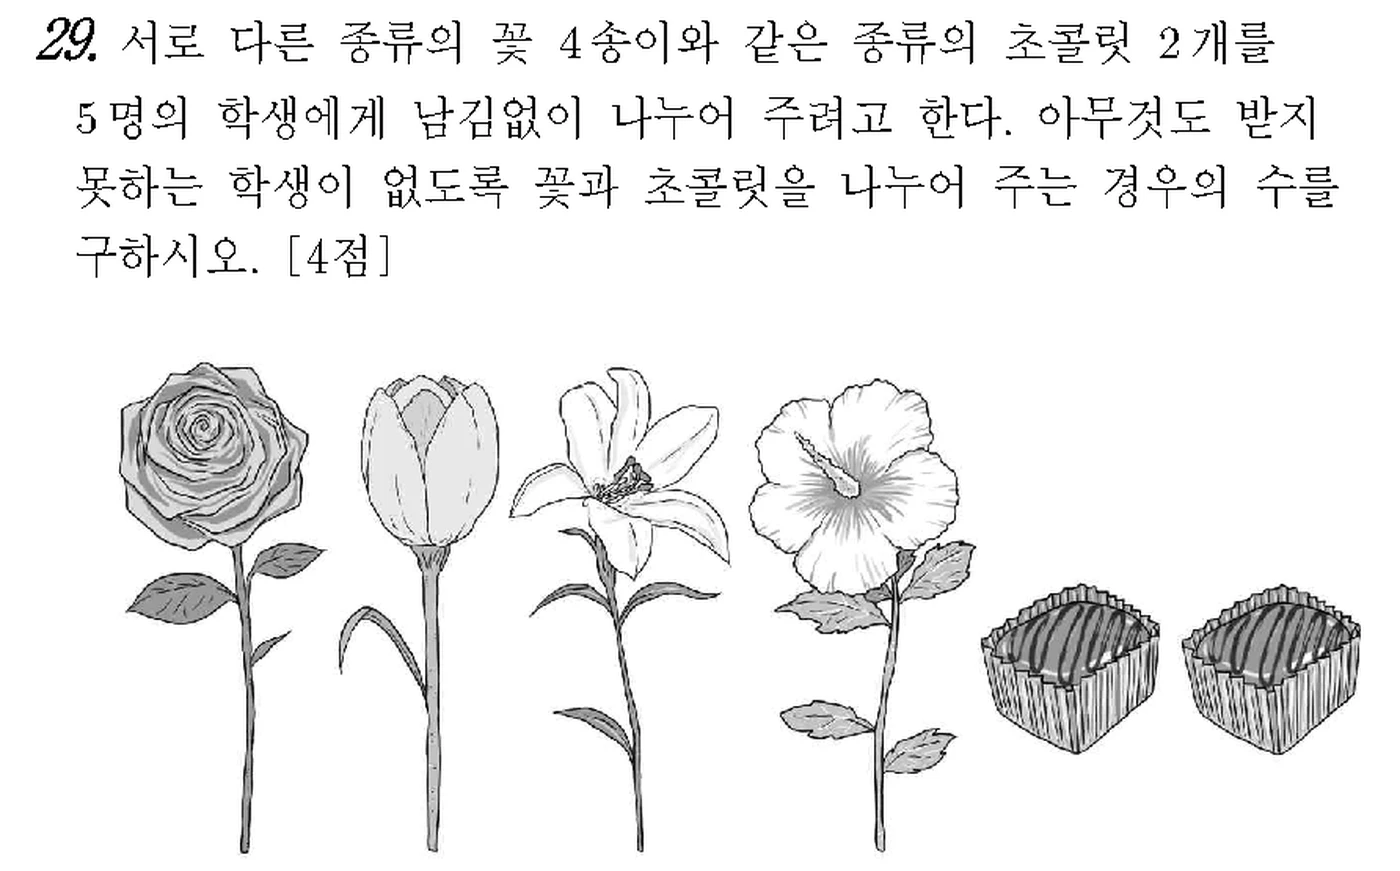 29. 서로 다른 종류의 꽃 4송이와 같은 종류의 초콜릿 2개를
5명의 학생에게 남김없이 나누어 주려고 한다. 아무것도 받지
못하는 학생이 없도록 꽃과 초콜릿을 나누어 주는 경우의 수를
구하시오. [4점]